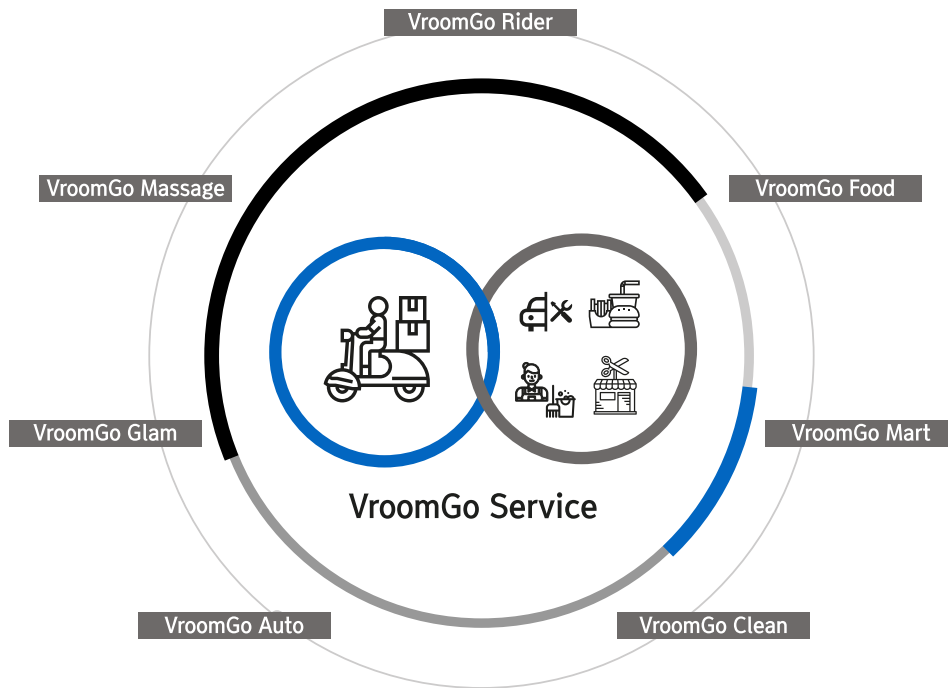 VroomGo Rider
VroomGo Massage
VroomGo Food
VroomGo Glam
VroomGo Mart
VroomGo Service
VroomGo Auto
VroomGo Clean